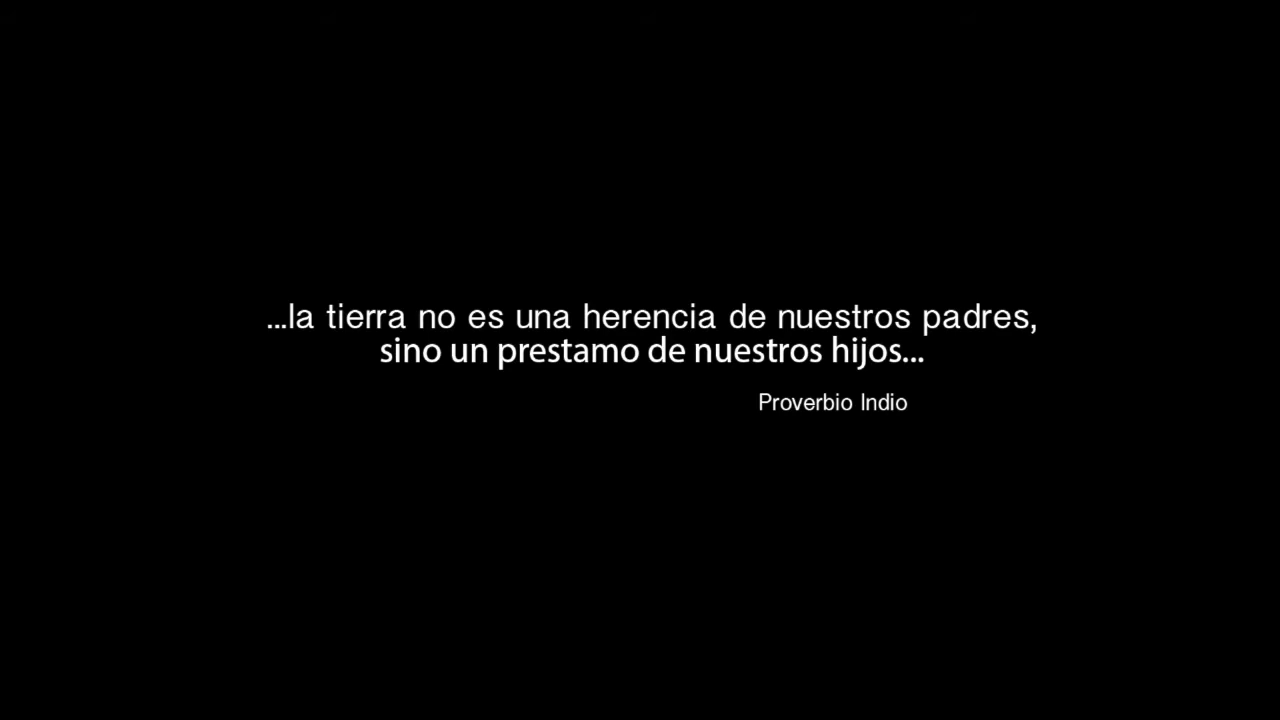 ...la tierra no es una herencia de nuestros padres,
sino un prestamo de nuestros hijos...
Proverbio Indio